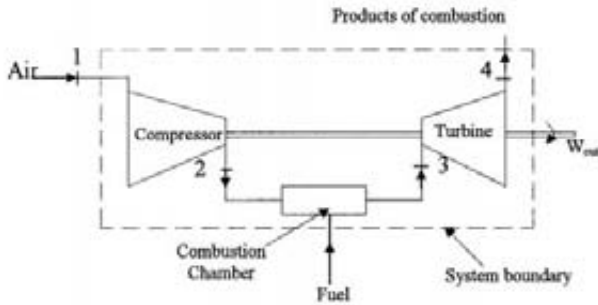 Products of combustion
1
4
Air
Compressor
Turbine
W_out
2
3
Combustion
Chamber
System boundary
Fuel